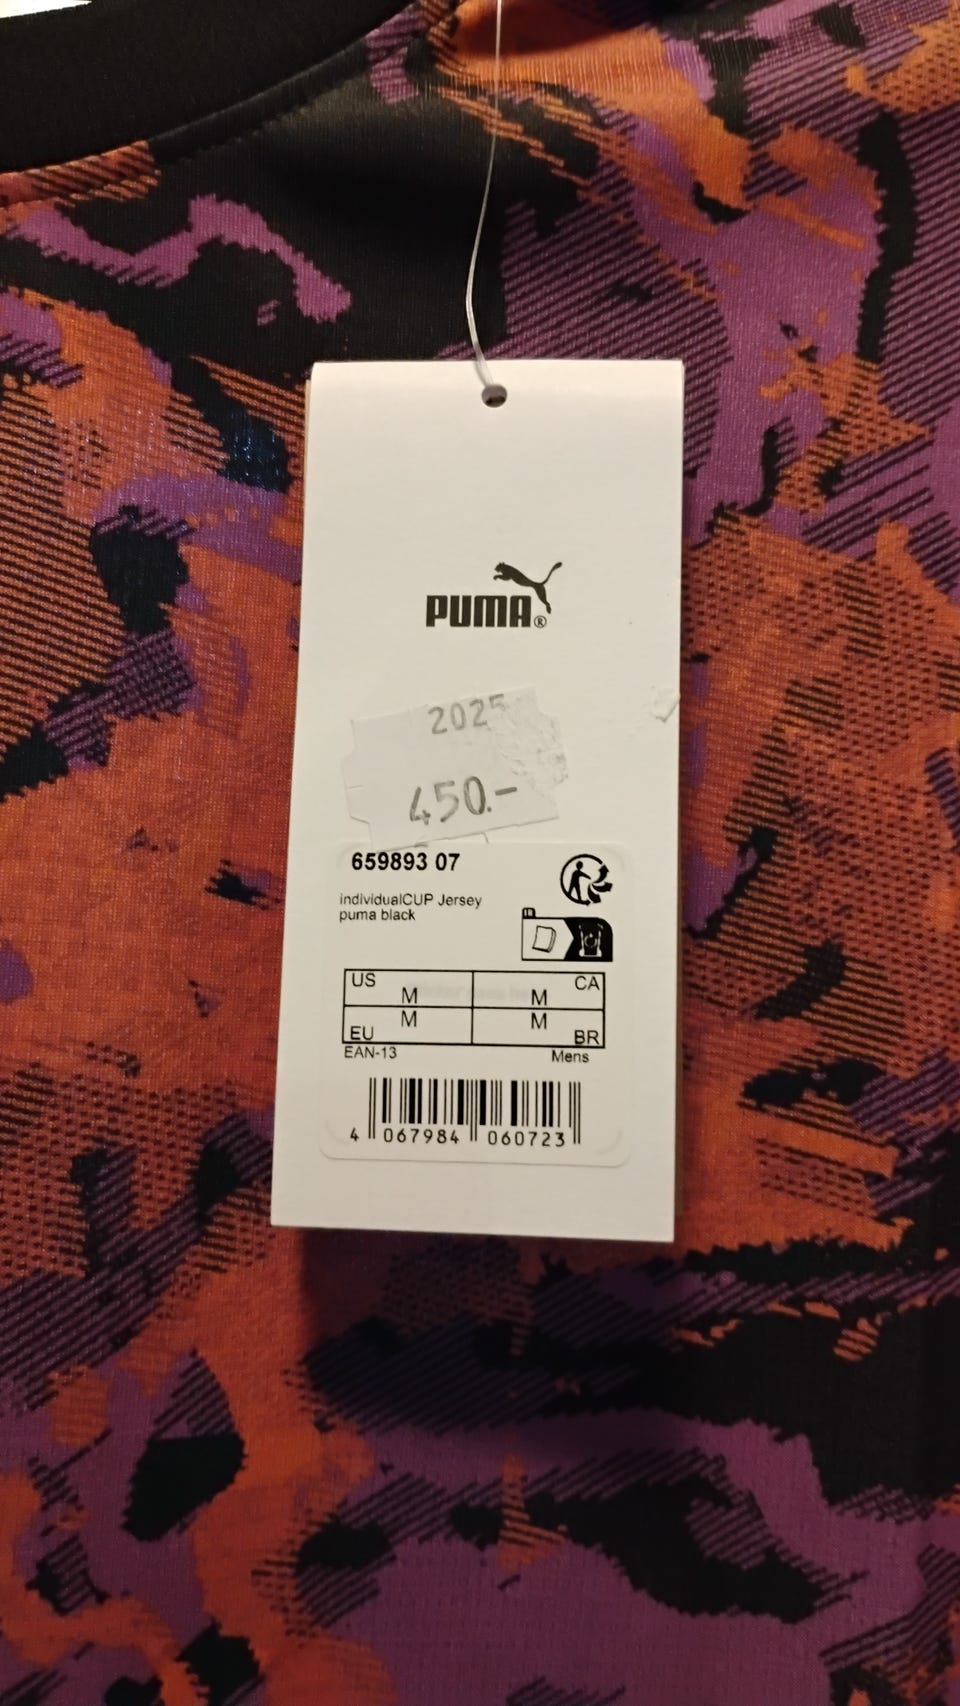 PUMA®
2025
450.-
659893 07
individualCUP Jersey
puma black
US M M CA
EU M M BR
EAN-13 Mens
4 067984 060723